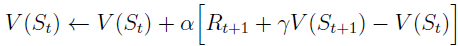 V(S_t) ← V(S_t) + α[R_{t+1} + γV(S_{t+1}) − V(S_t)]